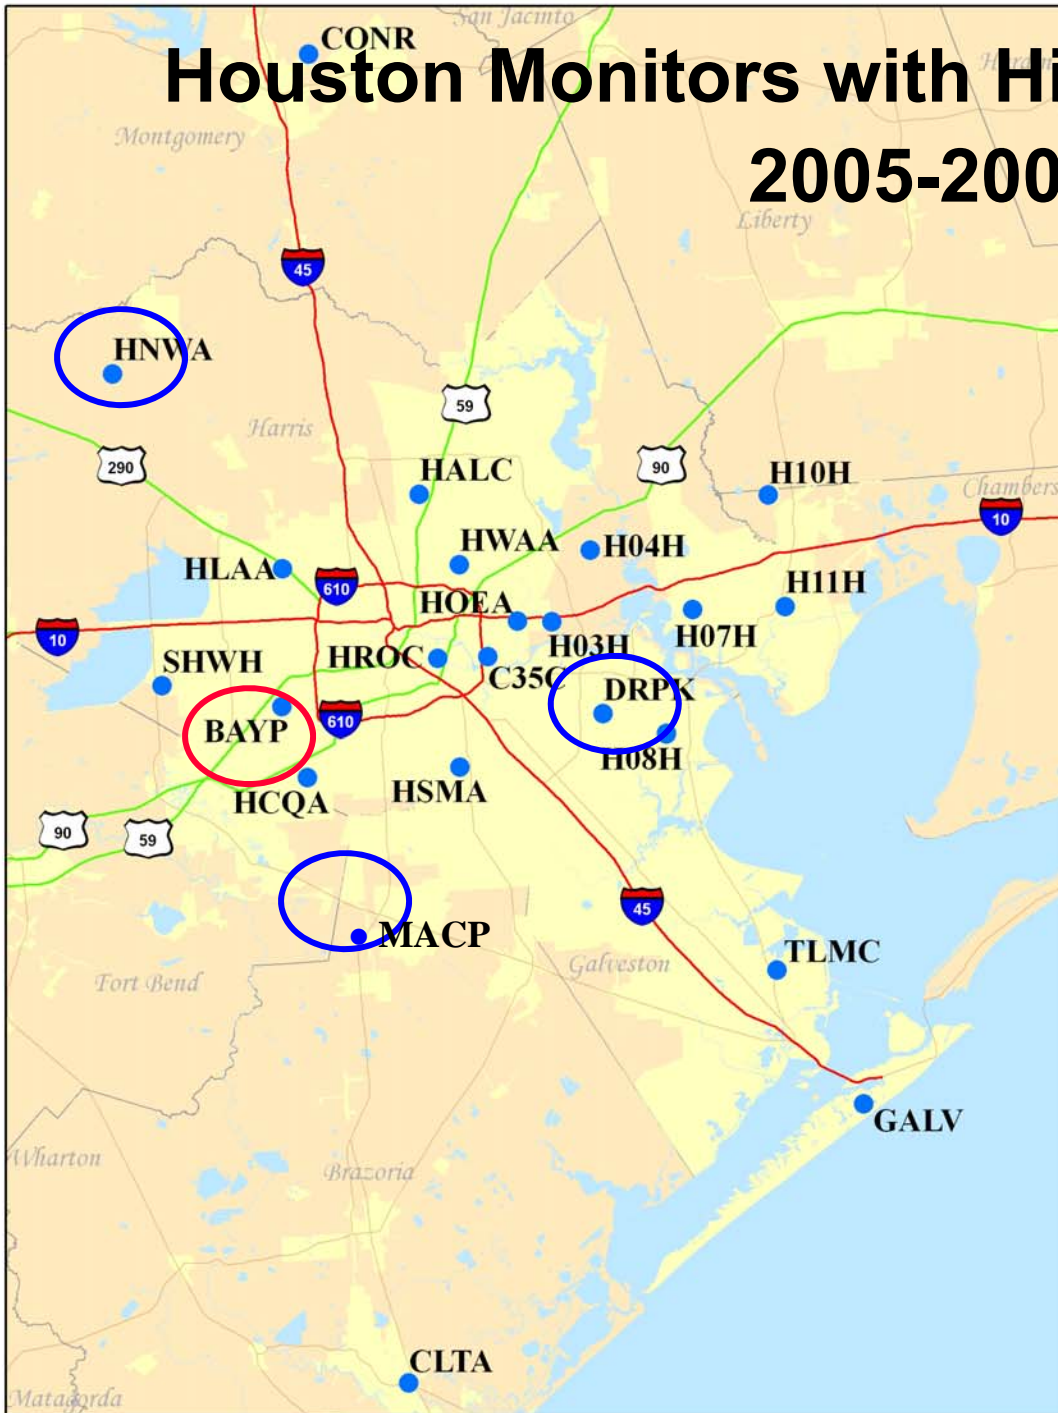 San Jacinto
CONR
Houston Monitors with Hi
Hardin
Montgomery
2005-200
Liberty
45
HNWA
59
Harris
290
HALC
90
H10H
Chambers
10
HWAA
H04H
HLAA
610
H11H
HOEA
10
H03H
H07H
SHWH
HROC
C35C
DRPK
BAYP
610
H08H
HCQA
HSMA
90
59
45
MACP
TLMC
Galveston
Fort Bend
GALV
Wharton
Brazoria
CLTA
Matagorda